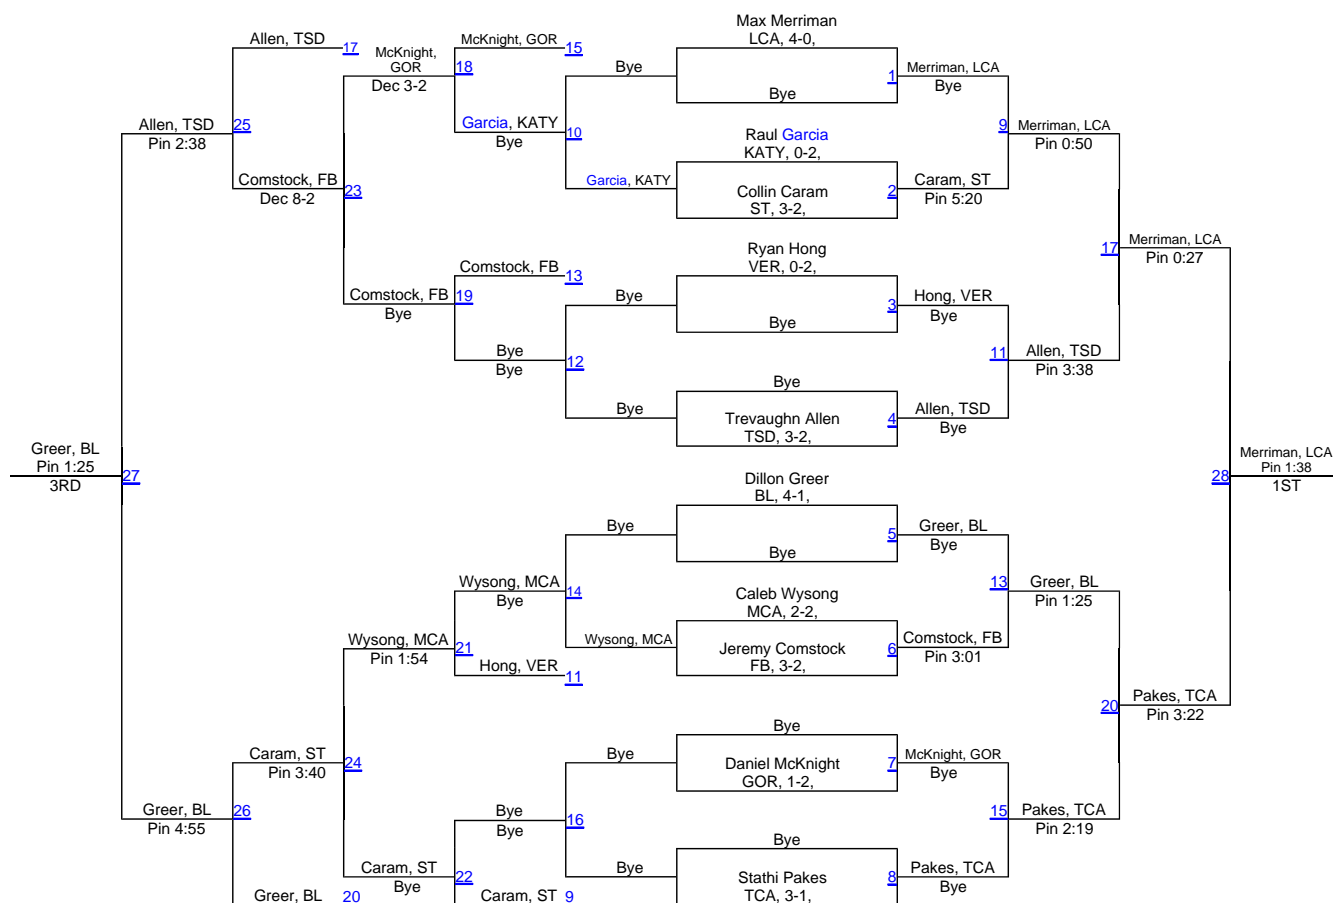 Max Merriman
LCA, 4-0,
Allen, TSD
17
McKnight, GOR
15
McKnight,
GOR
Dec 3-2
18
Bye
1
Merriman, LCA
Bye
Bye
Allen, TSD
Pin 2:38
25
Garcia, KATY
Bye
10
Raul Garcia
KATY, 0-2,
9
Merriman, LCA
Pin 0:50
Comstock, FB
Dec 8-2
23
Garcia, KATY
Collin Caram
ST, 3-2,
2
Caram, ST
Pin 5:20
Ryan Hong
VER, 0-2,
17
Merriman, LCA
Pin 0:27
Comstock, FB
13
Comstock, FB
Bye
19
Bye
3
Hong, VER
Bye
Bye
Bye
Bye
12
11
Allen, TSD
Pin 3:38
Bye
Bye
Trevaughn Allen
TSD, 3-2,
4
Allen, TSD
Bye
Greer, BL
Pin 1:25
3RD
27
28
Merriman, LCA
Pin 1:38
1ST
Dillon Greer
BL, 4-1,
Bye
5
Greer, BL
Bye
Bye
Wysong, MCA
Bye
14
Caleb Wysong
MCA, 2-2,
13
Greer, BL
Pin 1:25
Wysong, MCA
Pin 1:54
21
Wysong, MCA
Jeremy Comstock
FB, 3-2,
6
Comstock, FB
Pin 3:01
Hong, VER
11
20
Pakes, TCA
Pin 3:22
Bye
Caram, ST
Pin 3:40
24
Bye
Daniel McKnight
GOR, 1-2,
7
McKnight, GOR
Bye
Greer, BL
Pin 4:55
26
Bye
Bye
16
15
Pakes, TCA
Pin 2:19
Bye
Caram, ST
Bye
22
Bye
Stathi Pakes
TCA, 3-1,
8
Pakes, TCA
Bye
Greer, BL
20
Caram, ST
9